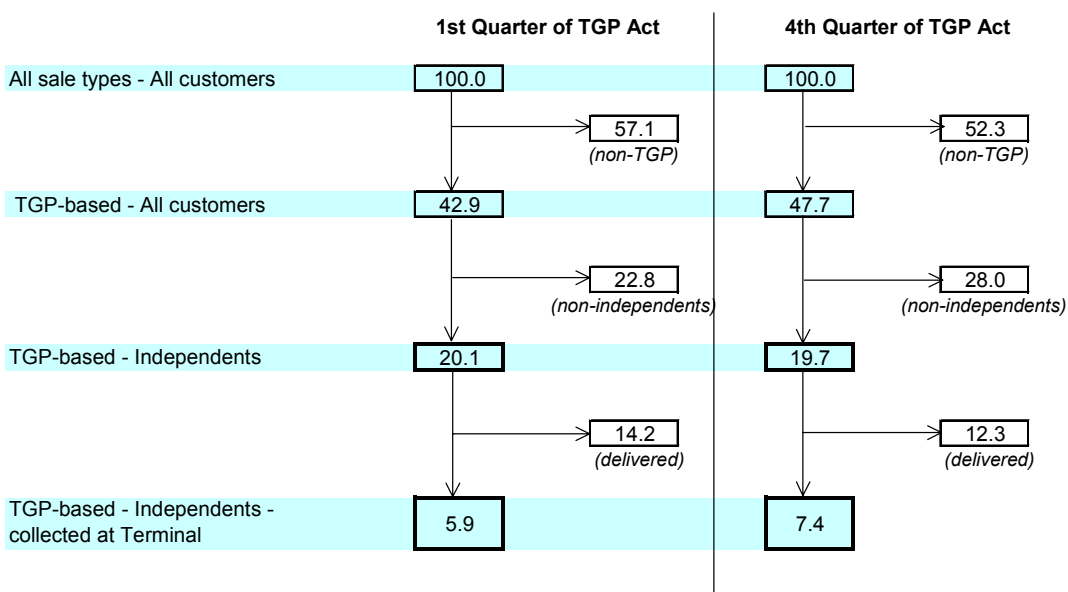 1st Quarter of TGP Act 4th Quarter of TGP Act
All sale types - All customers 100.0 100.0
57.1 52.3
(non-TGP) (non-TGP)
TGP-based - All customers 42.9 47.7
22.8 28.0
(non-independents) (non-independents)
TGP-based - Independents 20.1 19.7
14.2 12.3
(delivered) (delivered)
TGP-based - Independents -
collected at Terminal 5.9 7.4